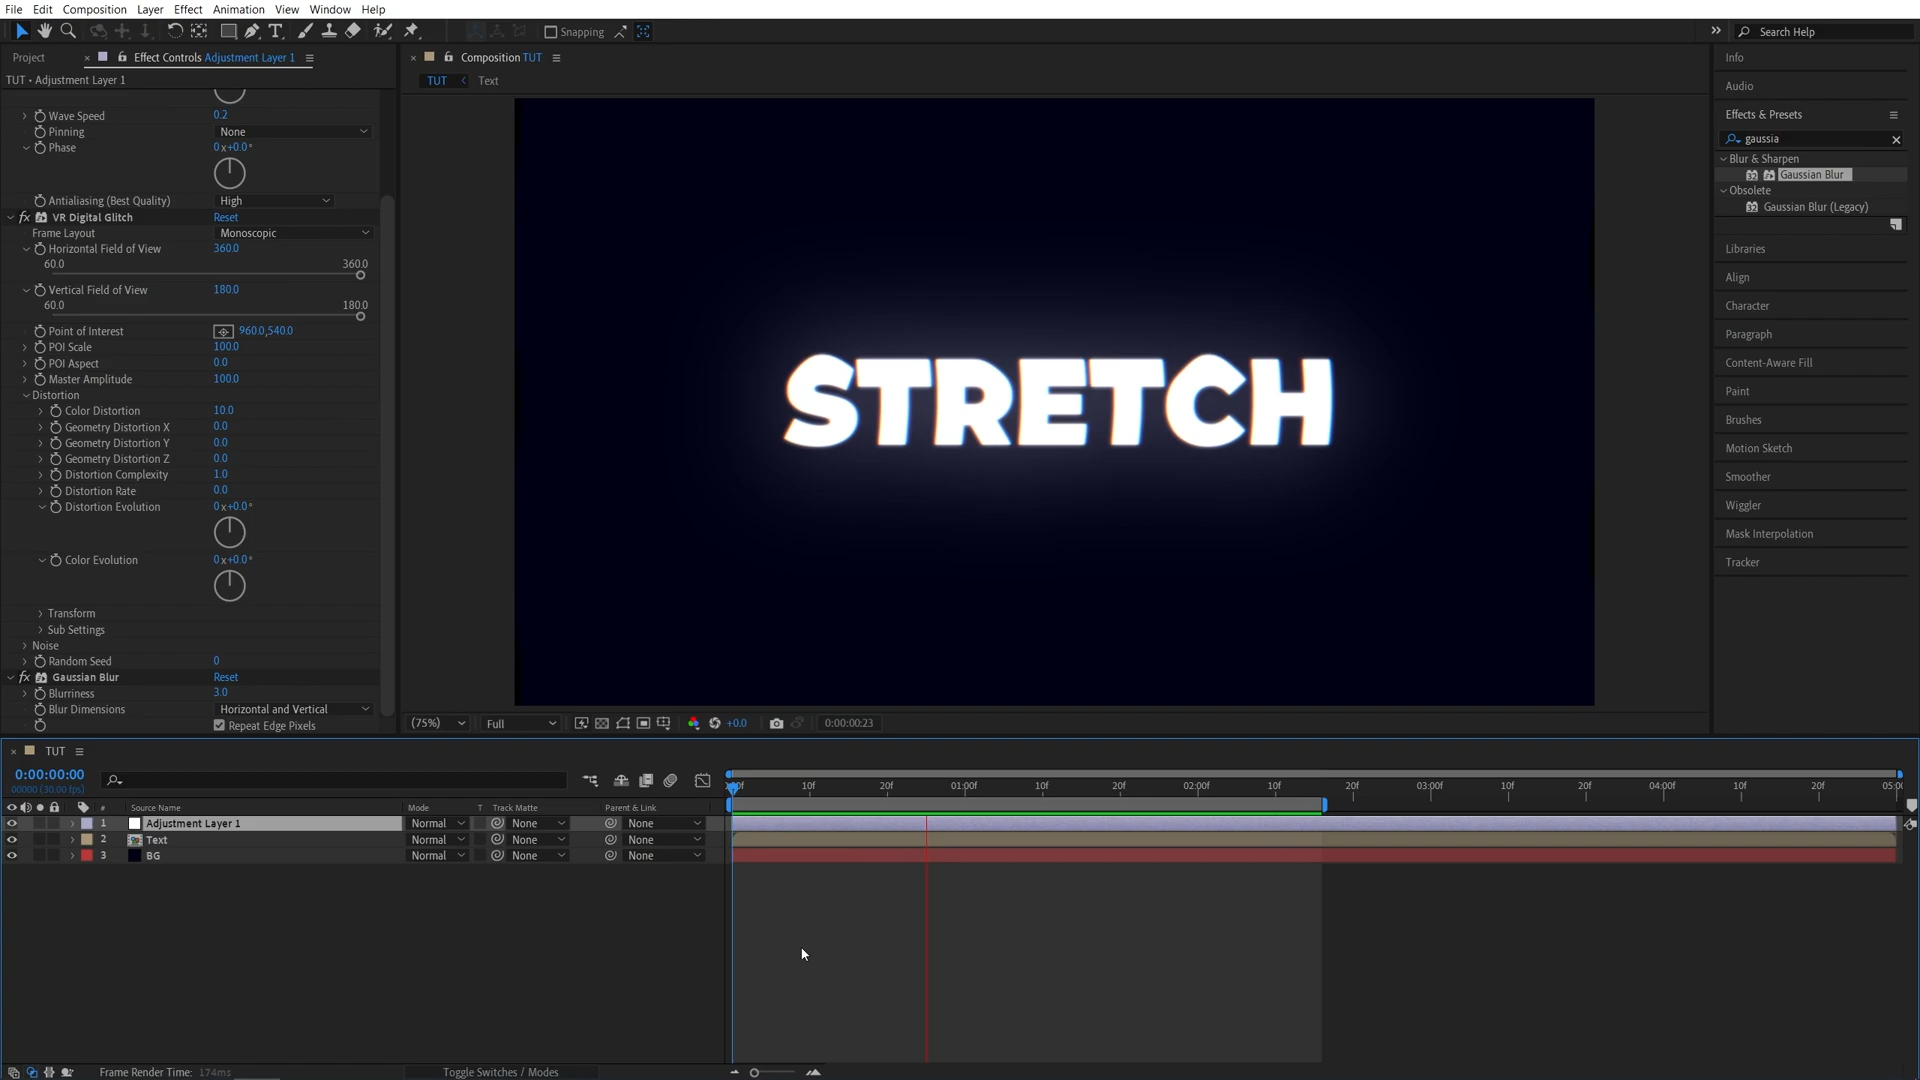 File Edit Composition Layer Effect Animation View Window Help
Snapping
Search Help
Project
Effect Controls Adjustment Layer 1
TUT • Adjustment Layer 1
Wave Speed 0.2
Pinning None
Phase 0x+0.0°
Antialiasing (Best Quality) High
fx VR Digital Glitch Reset
Frame Layout Monoscopic
Horizontal Field of View 360.0
60.0 360.0
Vertical Field of View 180.0
60.0 180.0
Point of Interest 960.0,540.0
POI Scale 100.0
POI Aspect 0.0
Master Amplitude 100.0
Distortion
Color Distortion 10.0
Geometry Distortion X 0.0
Geometry Distortion Y 0.0
Geometry Distortion Z 0.0
Distortion Complexity 1.0
Distortion Rate 0.0
Distortion Evolution 0x+0.0°
Color Evolution 0x+0.0°
Transform
Sub Settings
Noise
Random Seed 0
fx Gaussian Blur Reset
Blurriness 3.0
Blur Dimensions Horizontal and Vertical
Repeat Edge Pixels
Composition TUT
TUT Text
STRETCH
(75%) Full +0.0 0:00:00:23
Info
Audio
Effects & Presets
gaussia
Blur & Sharpen
32 Gaussian Blur
Obsolete
32 Gaussian Blur (Legacy)
Libraries
Align
Character
Paragraph
Content-Aware Fill
Paint
Brushes
Motion Sketch
Smoother
Wiggler
Mask Interpolation
Tracker
TUT
0:00:00:00
00000 (30.00 fps)
10f 20f 01:00f 10f 20f 02:00f 10f 20f 03:00f 10f 20f 04:00f 10f 20f
# Source Name Mode T Track Matte Parent & Link
1 Adjustment Layer 1 Normal None None
2 Text Normal None None
3 BG Normal None None
Frame Render Time: 174ms
Toggle Switches / Modes